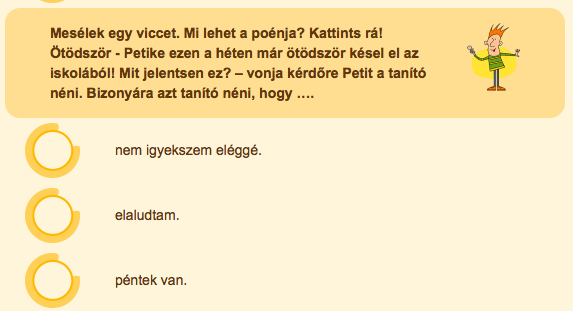 Mesélek egy viccet. Mi lehet a poénja? Kattints rá!
Ötödször - Petike ezen a héten már ötödször késel el az
iskolából! Mit jelentsen ez? – vonja kérdőre Petit a tanító
néni. Bizonyára azt tanító néni, hogy ....
nem igyekszem eléggé.
elaludtam.
péntek van.